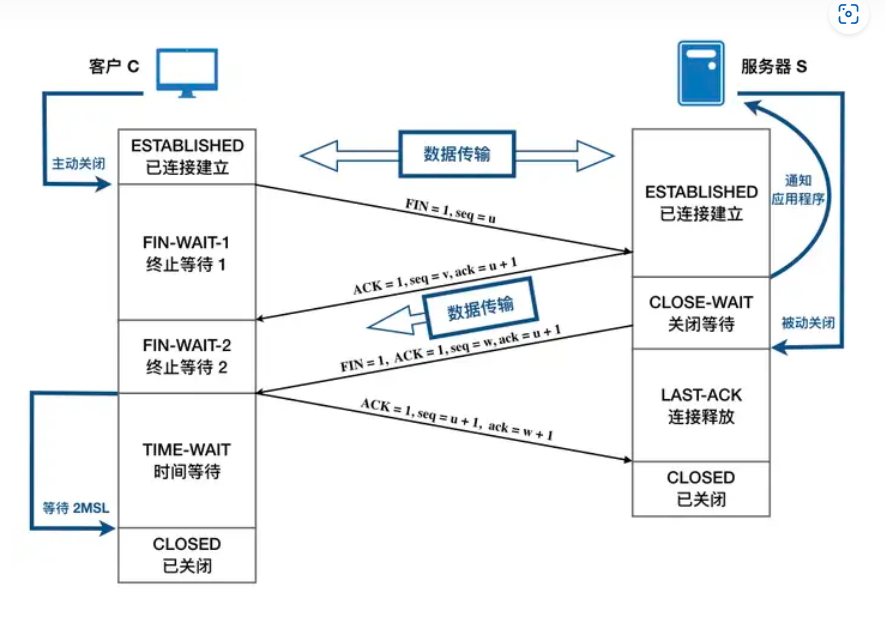 客户 C
服务器 S
ESTABLISHED
已连接建立
主动关闭
数据传输
ESTABLISHED
已连接建立
通知
应用程序
FIN = 1, seq = u
FIN-WAIT-1
终止等待 1
ACK = 1, seq = v, ack = u + 1
数据传输
CLOSE-WAIT
关闭等待
被动关闭
FIN-WAIT-2
终止等待 2
FIN = 1, ACK = 1, seq = w, ack = u + 1
LAST-ACK
连接释放
ACK = 1, seq = u + 1, ack = w + 1
TIME-WAIT
时间等待
等待 2MSL
CLOSED
已关闭
CLOSED
已关闭